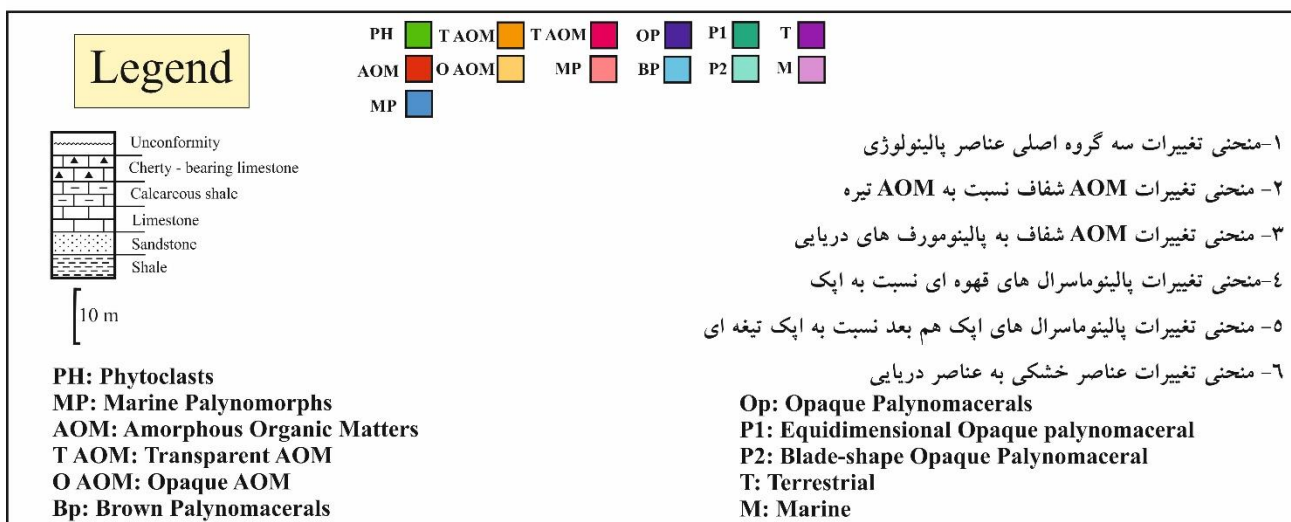 Legend
PH T AOM T AOM OP P1 T
AOM O AOM MP BP P2 M
MP
Unconformity
Cherty - bearing limestone
Calcareous shale
Limestone
Sandstone
Shale
10 m
۱-منحنی تغییرات سه گروه اصلی عناصر پالینولوژی
۲- منحنی تغییرات AOM شفاف نسبت به AOM تیره
۳- منحنی تغییرات AOM شفاف به پالینومورف های دریایی
٤-منحنی تغییرات پالینوماسرال های قهوه ای نسبت به اپک
٥- منحنی تغییرات پالینوماسرال های اپک هم بعد نسبت به اپک تیغه ای
٦- منحنی تغییرات عناصر خشکی به عناصر دریایی
PH: Phytoclasts
MP: Marine Palynomorphs
AOM: Amorphous Organic Matters
T AOM: Transparent AOM
O AOM: Opaque AOM
Bp: Brown Palynomacerals
Op: Opaque Palynomacerals
P1: Equidimensional Opaque palynomaceral
P2: Blade-shape Opaque Palynomaceral
T: Terrestrial
M: Marine